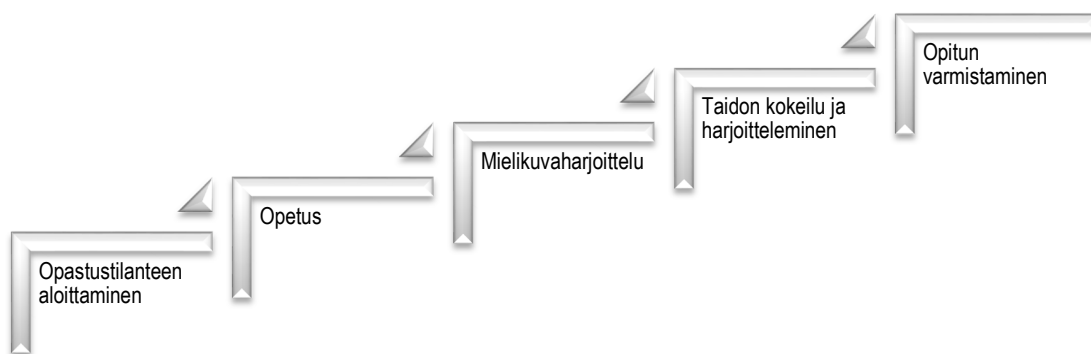 Opastustilanteen
aloittaminen
Opetus
Mielikuvaharjoittelu
Taidon kokeilu ja
harjoitteleminen
Opitun
varmistaminen